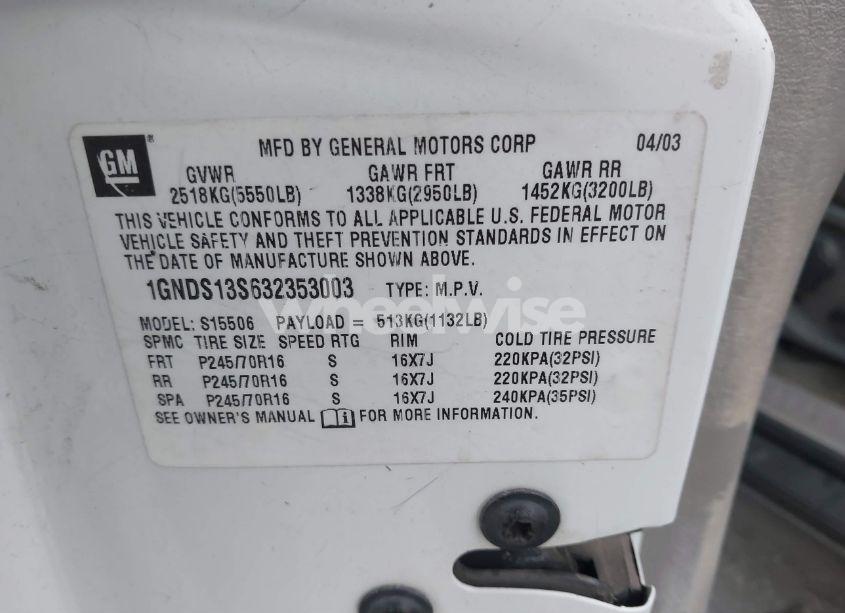 GM ® MFD BY GENERAL MOTORS CORP 04/03
GVWR GAWR FRT GAWR RR
2518KG(5550LB) 1338KG(2950LB) 1452KG(3200LB)
THIS VEHICLE CONFORMS TO ALL APPLICABLE U.S. FEDERAL MOTOR
VEHICLE SAFETY AND THEFT PREVENTION STANDARDS IN EFFECT ON
THE DATE OF MANUFACTURE SHOWN ABOVE.
1GNDS13S632353003 TYPE: M.P.V.
wheelwise
MODEL: S15506 PAYLOAD = 513KG(1132LB)
SPMC TIRE SIZE SPEED RTG RIM COLD TIRE PRESSURE
FRT P245/70R16 S 16X7J 220KPA(32PSI)
RR P245/70R16 S 16X7J 220KPA(32PSI)
SPA P245/70R16 S 16X7J 240KPA(35PSI)
SEE OWNER'S MANUAL i FOR MORE INFORMATION.